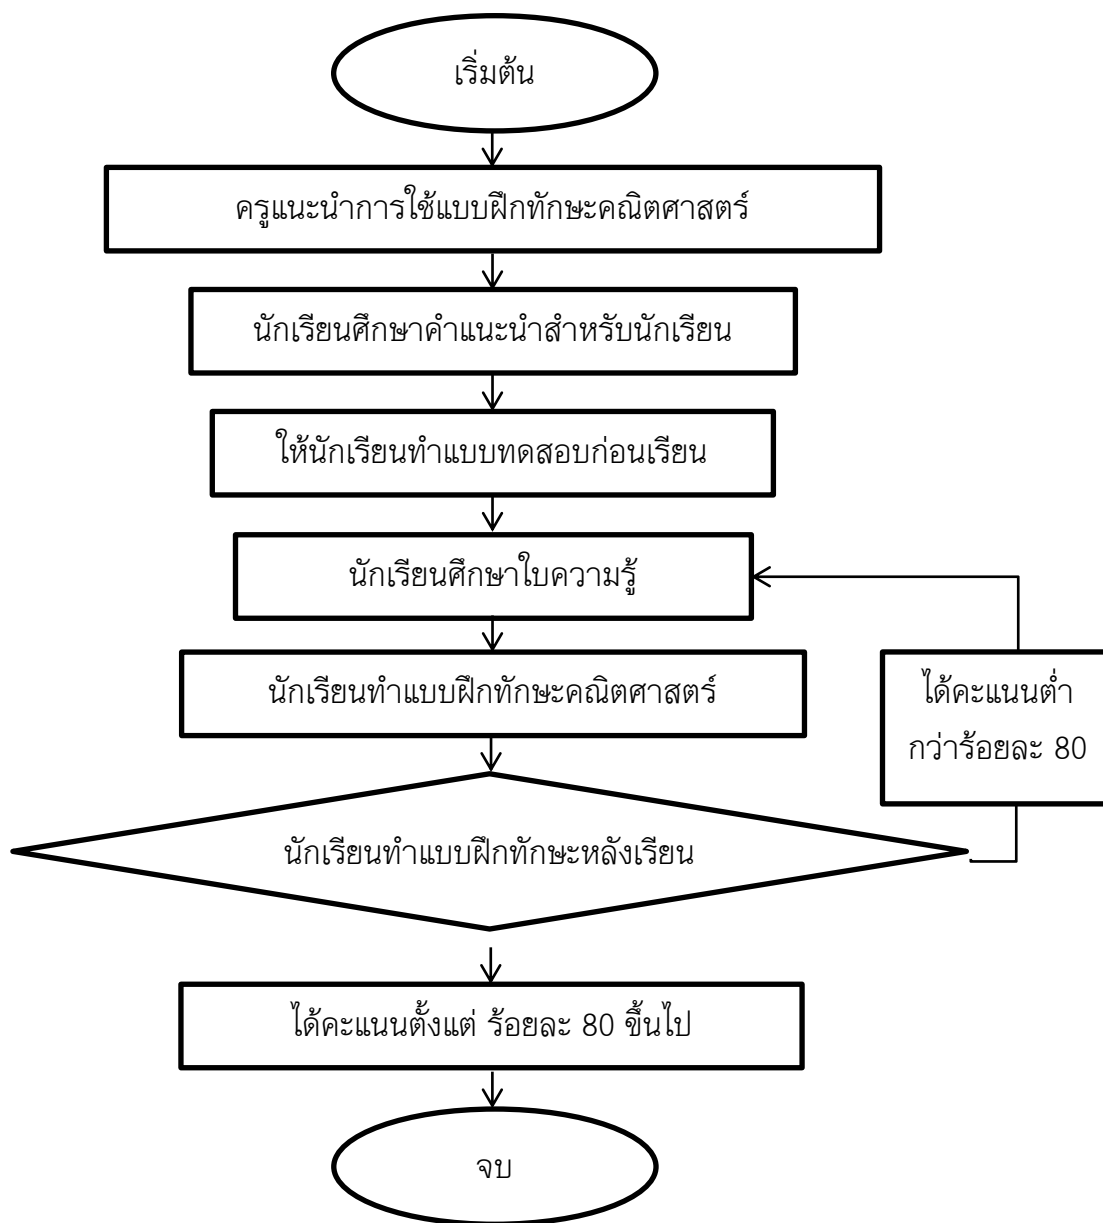 เริ่มต้น
ครูแนะนำการใช้แบบฝึกทักษะคณิตศาสตร์
นักเรียนศึกษาคำแนะนำสำหรับนักเรียน
ให้นักเรียนทำแบบทดสอบก่อนเรียน
นักเรียนศึกษาใบความรู้
นักเรียนทำแบบฝึกทักษะคณิตศาสตร์
ได้คะแนนต่ำ
กว่าร้อยละ 80
นักเรียนทำแบบฝึกทักษะหลังเรียน
ได้คะแนนตั้งแต่ ร้อยละ 80 ขึ้นไป
จบ